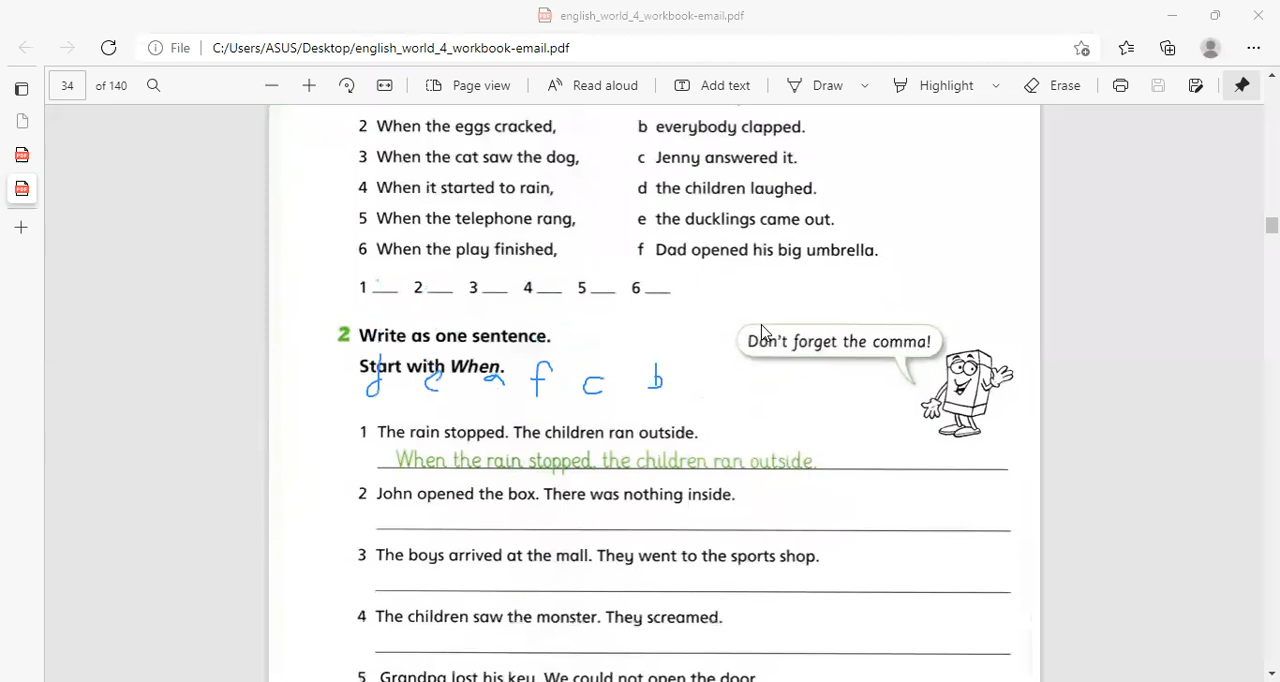 english_world_4_workbook-email.pdf
File C:/Users/ASUS/Desktop/english_world_4_workbook-email.pdf
34 of 140 Page view Read aloud Add text Draw Highlight Erase
2 When the eggs cracked, b everybody clapped.
3 When the cat saw the dog, c Jenny answered it.
4 When it started to rain, d the children laughed.
5 When the telephone rang, e the ducklings came out.
6 When the play finished, f Dad opened his big umbrella.
1 __ 2 __ 3 __ 4 __ 5 __ 6 __
2 Write as one sentence.
Don't forget the comma!
Start with When.
d e a f c b
1 The rain stopped. The children ran outside.
When the rain stopped, the children ran outside.
2 John opened the box. There was nothing inside.
3 The boys arrived at the mall. They went to the sports shop.
4 The children saw the monster. They screamed.
5 Grandpa lost his key. We could not open the door.